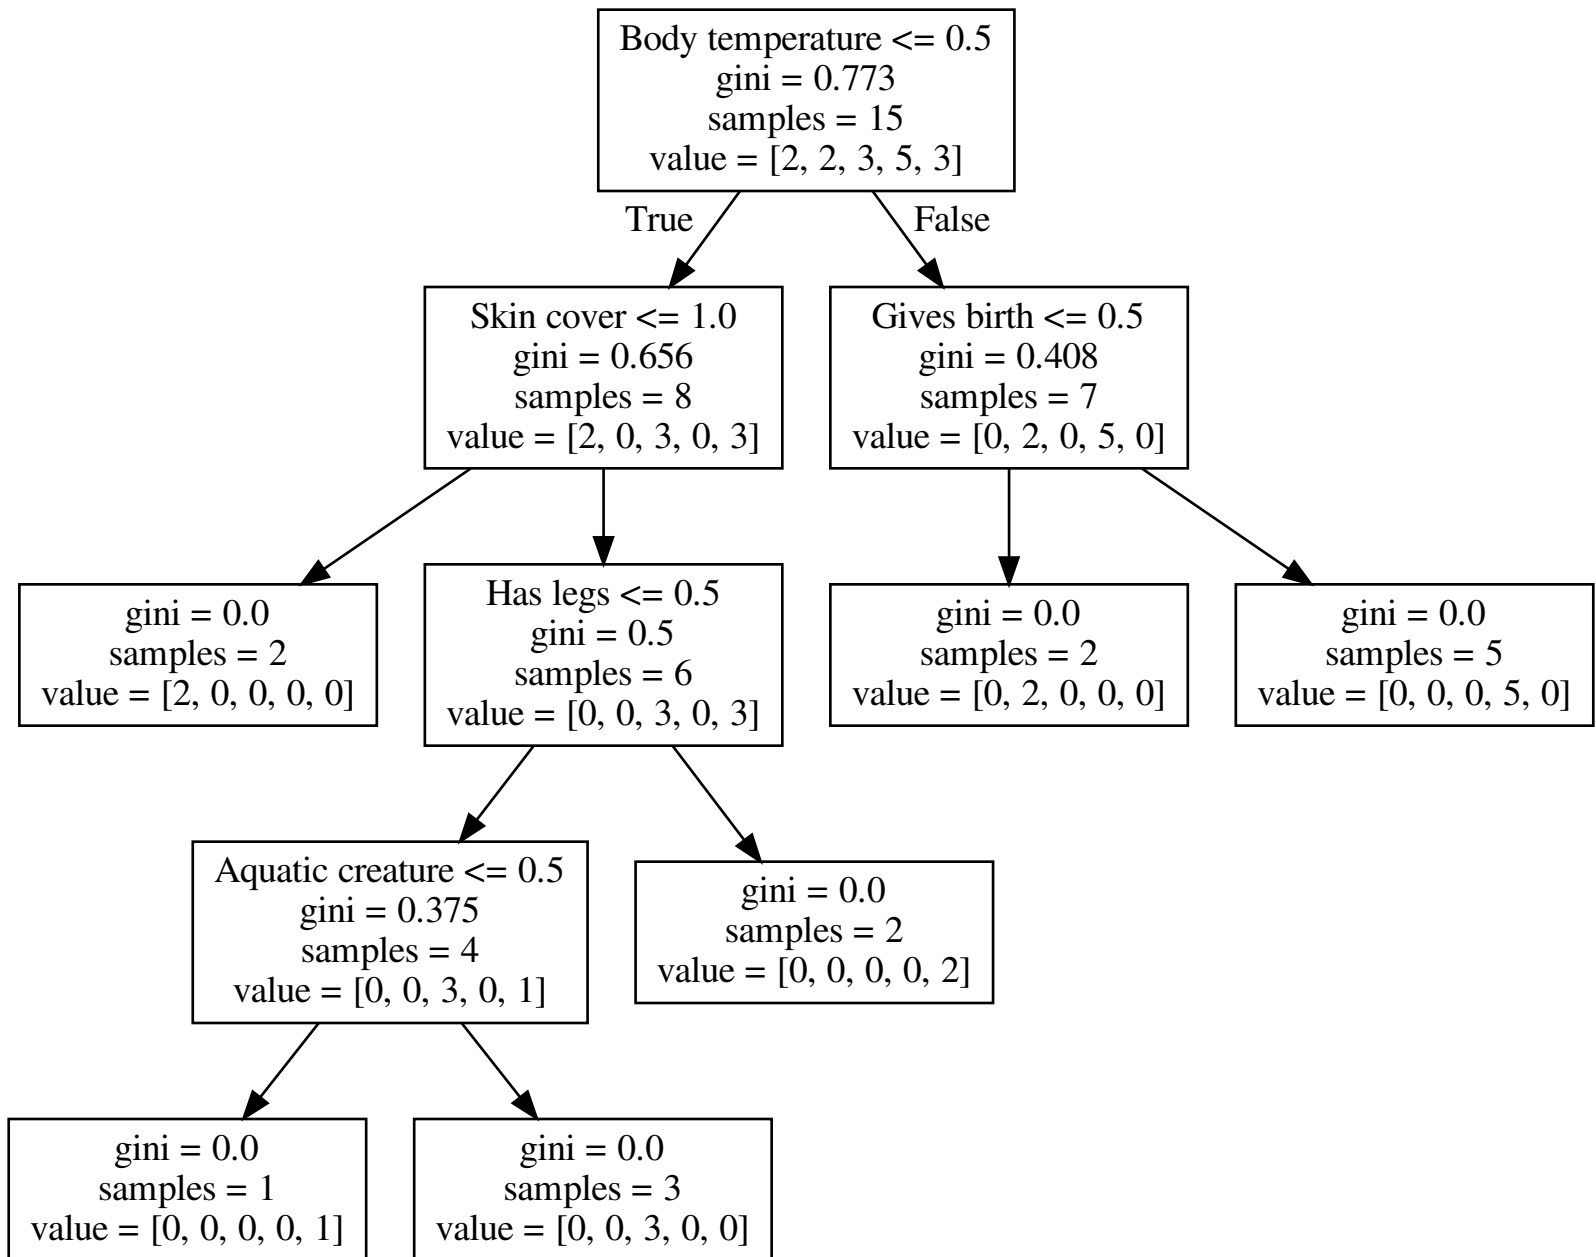 Body temperature <= 0.5
gini = 0.773
samples = 15
value = [2, 2, 3, 5, 3]
True
False
Skin cover <= 1.0
gini = 0.656
samples = 8
value = [2, 0, 3, 0, 3]
Gives birth <= 0.5
gini = 0.408
samples = 7
value = [0, 2, 0, 5, 0]
gini = 0.0
samples = 2
value = [2, 0, 0, 0, 0]
Has legs <= 0.5
gini = 0.5
samples = 6
value = [0, 0, 3, 0, 3]
gini = 0.0
samples = 2
value = [0, 2, 0, 0, 0]
gini = 0.0
samples = 5
value = [0, 0, 0, 5, 0]
Aquatic creature <= 0.5
gini = 0.375
samples = 4
value = [0, 0, 3, 0, 1]
gini = 0.0
samples = 2
value = [0, 0, 0, 0, 2]
gini = 0.0
samples = 1
value = [0, 0, 0, 0, 1]
gini = 0.0
samples = 3
value = [0, 0, 3, 0, 0]